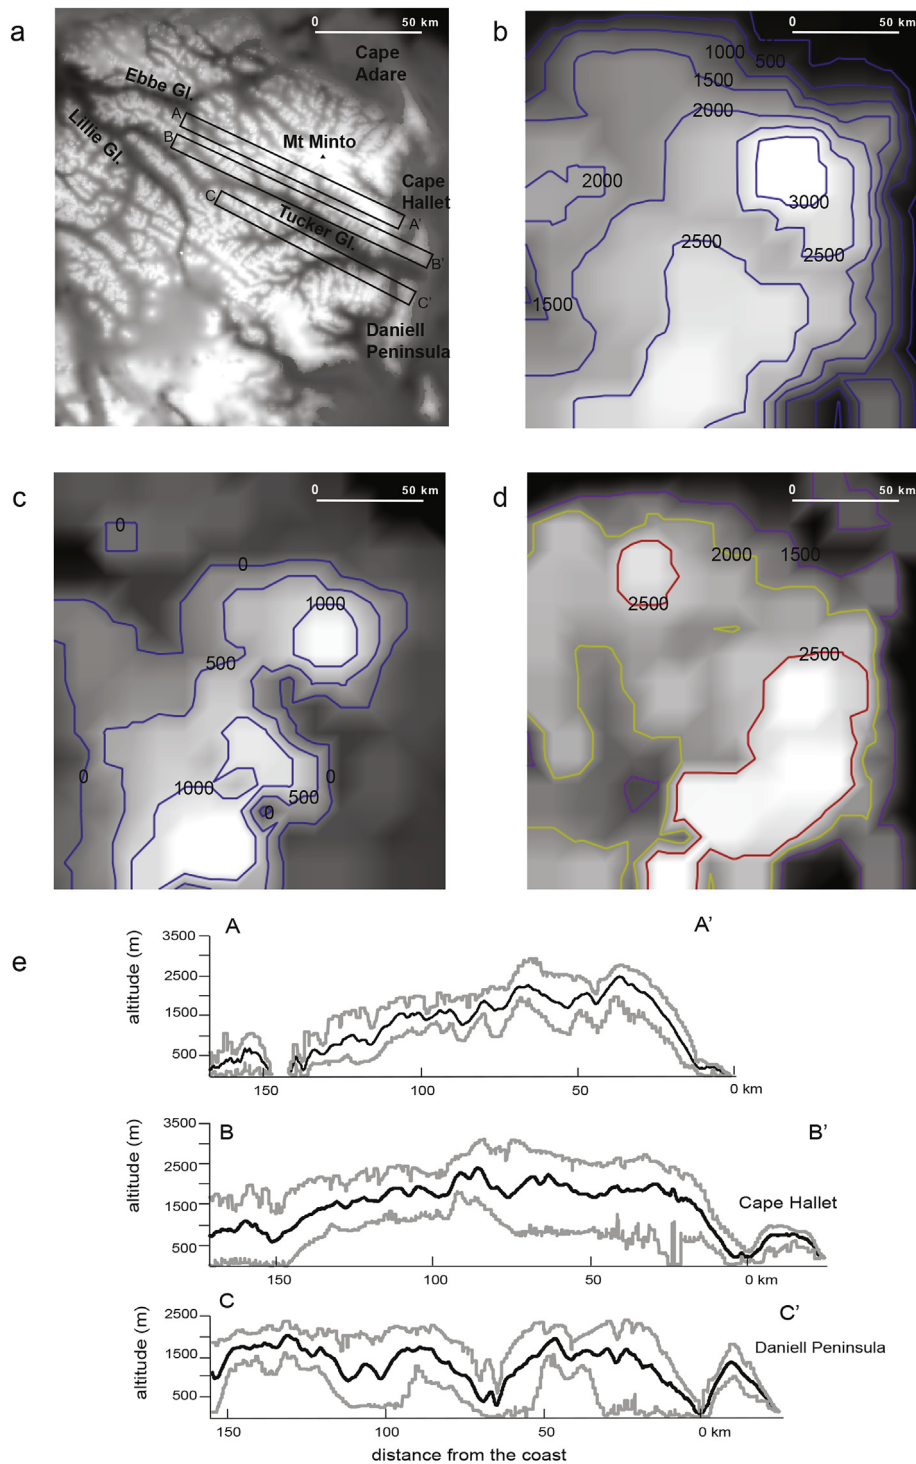 a
0 50 km
Cape
Adare
Ebbe Gl.
Lillie Gl.
A
B
Mt Minto
Cape
Hallet
C
Tucker Gl.
A'
B'
C'
Daniell
Peninsula
b
0 50 km
1000
500
1500
2000
2000
3000
2500
2500
1500
c
0 50 km
0
0
1000
500
0
1000
0
500
0
d
0 50 km
2000
1500
2500
2500
e
A
A'
altitude (m)
3500
2500
1500
500
150
100
50
0 km
B
B'
altitude (m)
3500
2500
1500
500
Cape Hallet
150
100
50
0 km
C
C'
altitude (m)
2500
1500
500
Daniell Peninsula
150
100
50
0 km
distance from the coast